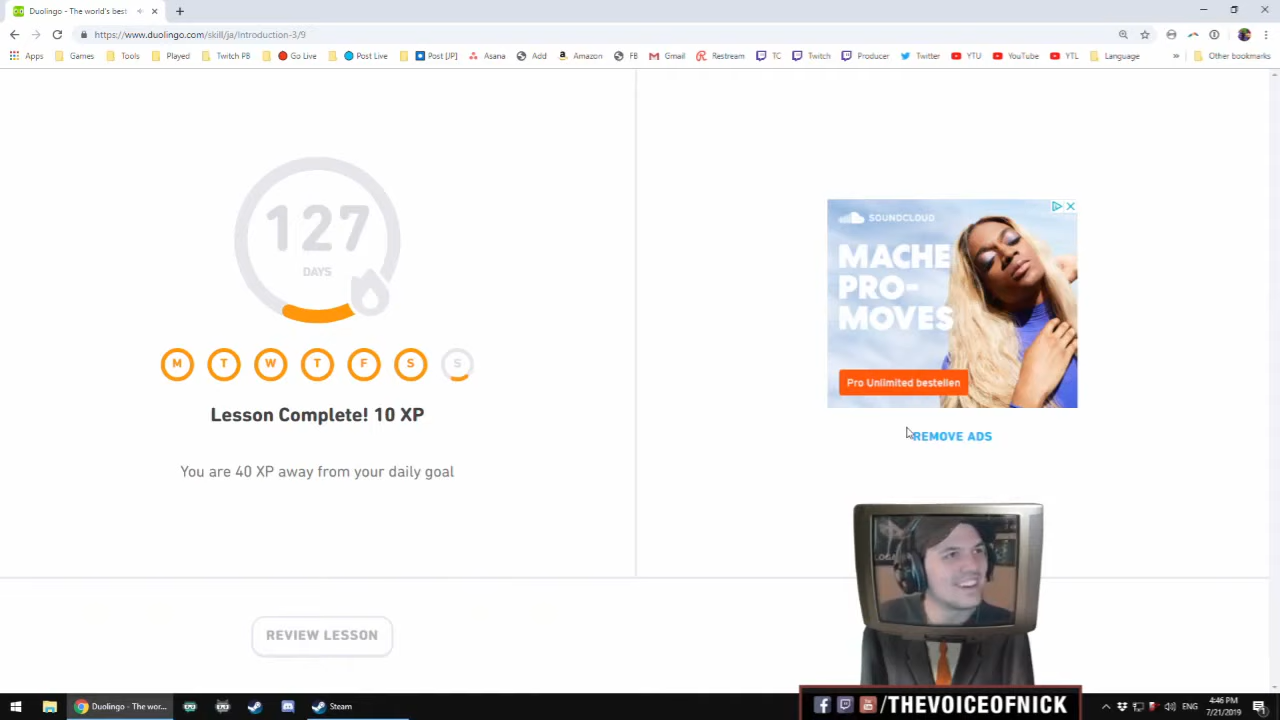 Duolingo - The world's best
https://www.duolingo.com/skill/ja/Introduction-3/9
Apps Games Tools Played Twitch PB Go Live Post Live Post [JP] Asana Add Amazon FB Gmail Restream TC Twitch Producer Twitter YTU YouTube YTL Language » Other bookmarks
127
DAYS
M T W T F S S
Lesson Complete! 10 XP
You are 40 XP away from your daily goal
SOUNDCLOUD
MACHE
PRO-
MOVES
Pro Unlimited bestellen
REMOVE ADS
REVIEW LESSON
/THEVOICEOFNICK
Duolingo - The wor...
Steam
ENG
4:46 PM
7/21/2019